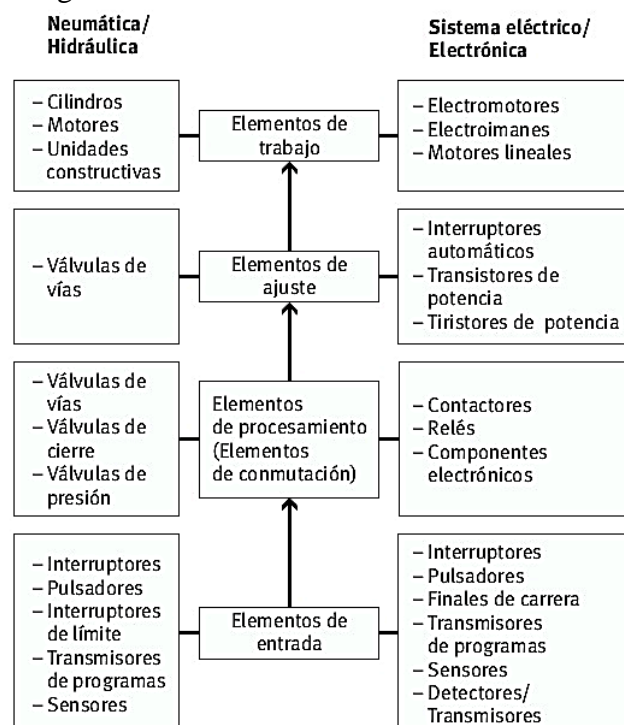 Neumática/
Hidráulica
Sistema eléctrico/
Electrónica
– Cilindros
– Motores
– Unidades
constructivas
Elementos de
trabajo
– Electromotores
– Electroimanes
– Motores lineales
– Válvulas de
vías
Elementos de
ajuste
– Interruptores
automáticos
– Transistores de
potencia
– Tiristores de potencia
– Válvulas de
vías
– Válvulas de
cierre
– Válvulas de
presión
Elementos
de procesamiento
(Elementos
de conmutación)
– Contactores
– Relés
– Componentes
electrónicos
– Interruptores
– Pulsadores
– Interruptores
de límite
– Transmisores
de programas
– Sensores
Elementos de
entrada
– Interruptores
– Pulsadores
– Finales de carrera
– Transmisores
de programas
– Sensores
– Detectores/
Transmisores